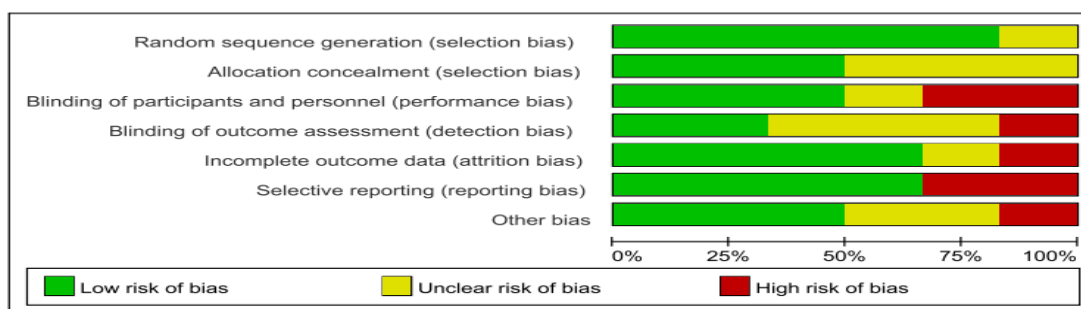 Random sequence generation (selection bias)
Allocation concealment (selection bias)
Blinding of participants and personnel (performance bias)
Blinding of outcome assessment (detection bias)
Incomplete outcome data (attrition bias)
Selective reporting (reporting bias)
Other bias
0% 25% 50% 75% 100%
Low risk of bias Unclear risk of bias High risk of bias